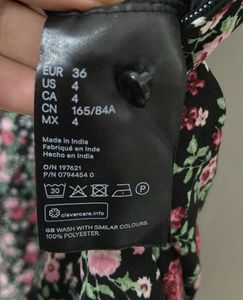 EUR 36
US 4
CA 4
CN 165/84A
MX 4
Made in India
Fabriqué en Inde
Hecho en India
O/N 197621
P/N 0794454 0
30
P
clevercare.info
GB WASH WITH SIMILAR COLOURS.
100% POLYESTER.